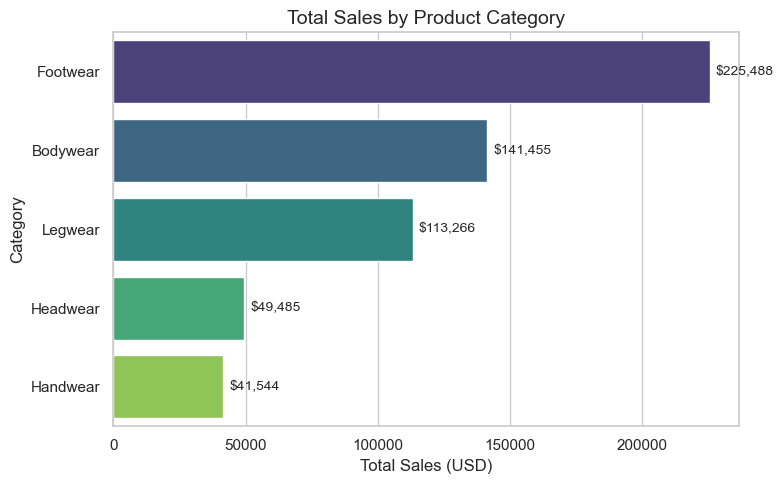 Total Sales by Product Category
Footwear
$225,488
Bodywear
$141,455
Legwear
$113,266
Headwear
$49,485
Handwear
$41,544
Category
0
50000
100000
150000
200000
Total Sales (USD)